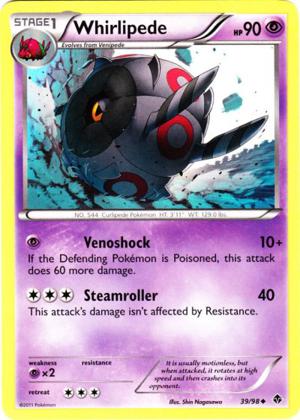 STAGE 1
Whirlipede
HP 90
Evolves from Venipede
NO. 544 Curlipede Pokémon HT. 3'11" WT. 129.0 lbs.
Venoshock 10+
If the Defending Pokémon is Poisoned, this attack
does 60 more damage.
Steamroller 40
This attack's damage isn't affected by Resistance.
weakness resistance
×2
retreat
It is usually motionless, but
when attacked, it rotates at high
speed and then crashes into its
opponent.
Illus. Shin Nagasawa
39/98
©2011 Pokémon